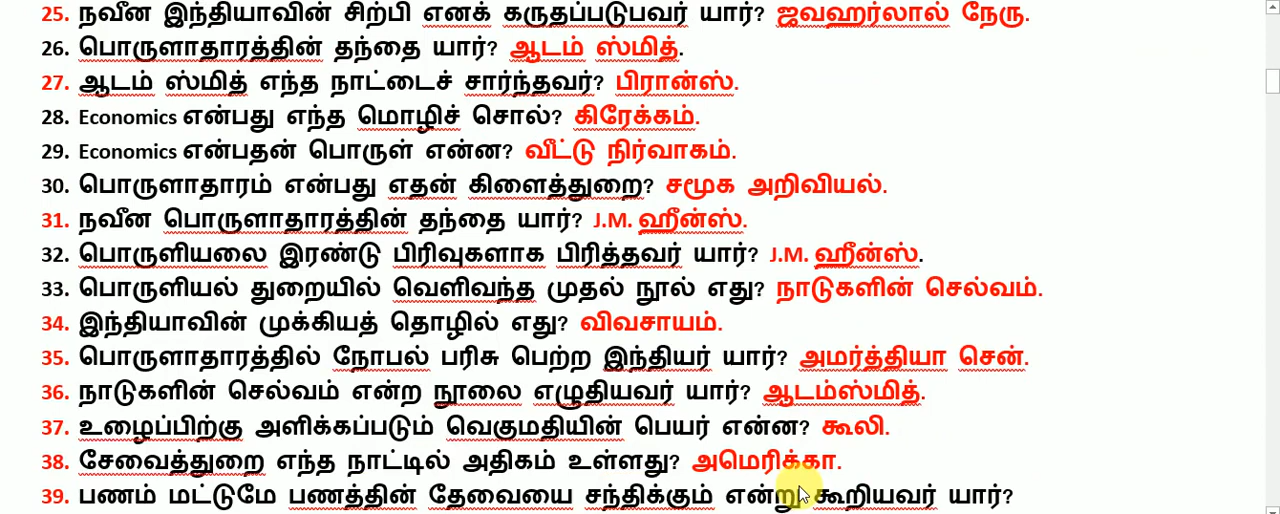 25. நவீன இந்தியாவின் சிற்பி எனக் கருதப்படுபவர் யார்? ஜவஹர்லால் நேரு.
26. பொருளாதாரத்தின் தந்தை யார்? ஆடம் ஸ்மித்.
27. ஆடம் ஸ்மித் எந்த நாட்டைச் சார்ந்தவர்? பிரான்ஸ்.
28. Economics என்பது எந்த மொழிச் சொல்? கிரேக்கம்.
29. Economics என்பதன் பொருள் என்ன? வீட்டு நிர்வாகம்.
30. பொருளாதாரம் என்பது எதன் கிளைத்துறை? சமூக அறிவியல்.
31. நவீன பொருளாதாரத்தின் தந்தை யார்? J.M. ஹீன்ஸ்.
32. பொருளியலை இரண்டு பிரிவுகளாக பிரித்தவர் யார்? J.M. ஹீன்ஸ்.
33. பொருளியல் துறையில் வெளிவந்த முதல் நூல் எது? நாடுகளின் செல்வம்.
34. இந்தியாவின் முக்கியத் தொழில் எது? விவசாயம்.
35. பொருளாதாரத்தில் நோபல் பரிசு பெற்ற இந்தியர் யார்? அமர்த்தியா சென்.
36. நாடுகளின் செல்வம் என்ற நூலை எழுதியவர் யார்? ஆடம்ஸ்மித்.
37. உழைப்பிற்கு அளிக்கப்படும் வெகுமதியின் பெயர் என்ன? கூலி.
38. சேவைத்துறை எந்த நாட்டில் அதிகம் உள்ளது? அமெரிக்கா.
39. பணம் மட்டுமே பணத்தின் தேவையை சந்திக்கும் என்று கூறியவர் யார்?